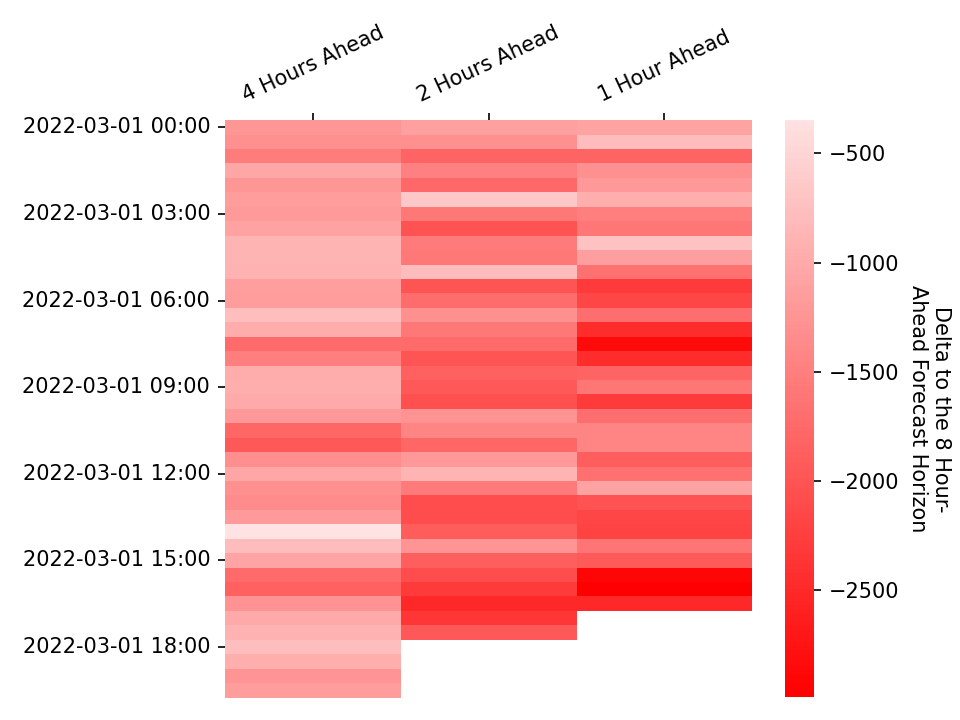 4 Hours Ahead
2 Hours Ahead
1 Hour Ahead
2022-03-01 00:00
2022-03-01 03:00
2022-03-01 06:00
2022-03-01 09:00
2022-03-01 12:00
2022-03-01 15:00
2022-03-01 18:00
−500
−1000
−1500
−2000
−2500
Delta to the 8 Hour-
Ahead Forecast Horizon